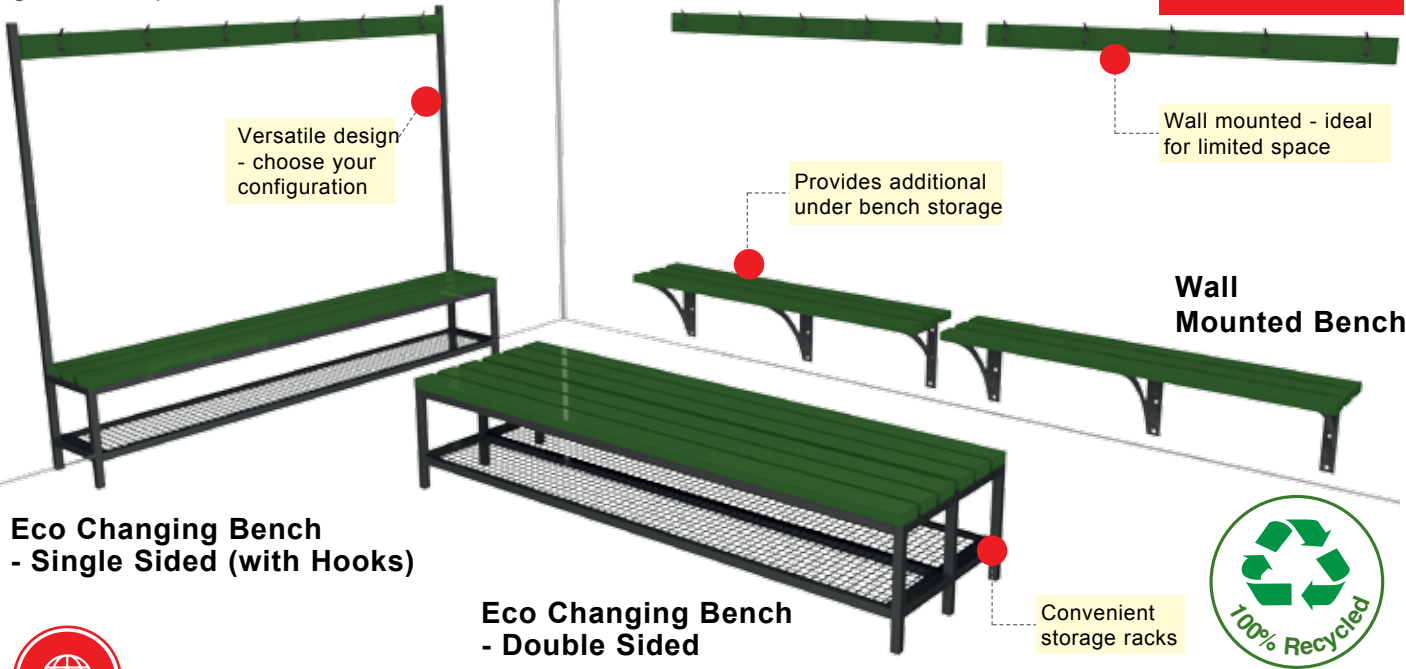 Versatile design
- choose your
configuration
Wall mounted - ideal
for limited space
Provides additional
under bench storage
Wall
Mounted Bench
Eco Changing Bench
- Single Sided (with Hooks)
Eco Changing Bench
- Double Sided
Convenient
storage racks
100% Recycled